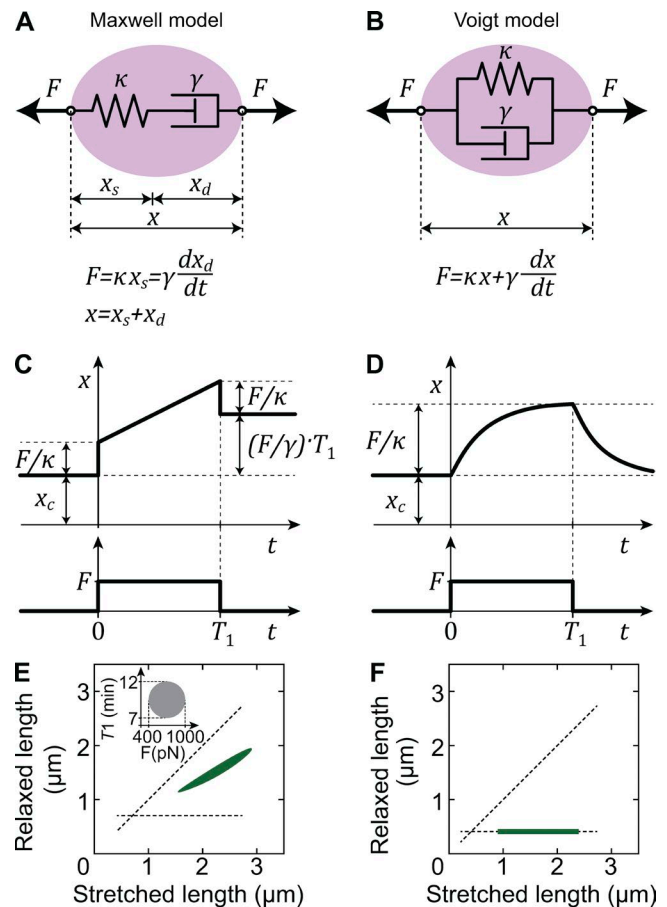 A Maxwell model
B Voigt model
F κ γ F
F κ F
γ
x_s x_d
x
x
F=κx_s=γ dx_d/dt
x=x_s+x_d
F=κx+γ dx/dt
C
D
x
F/κ
F/κ
(F/γ)·T_1
x_c
t
x
F/κ
x_c
t
F
0 T_1 t
F
0 T_1 t
E
Relaxed length (μm)
3
2
1
0 1 2 3
Stretched length (μm)
T1 (min)
12
7
400 1000
F(pN)
F
Relaxed length (μm)
3
2
1
0 1 2 3
Stretched length (μm)